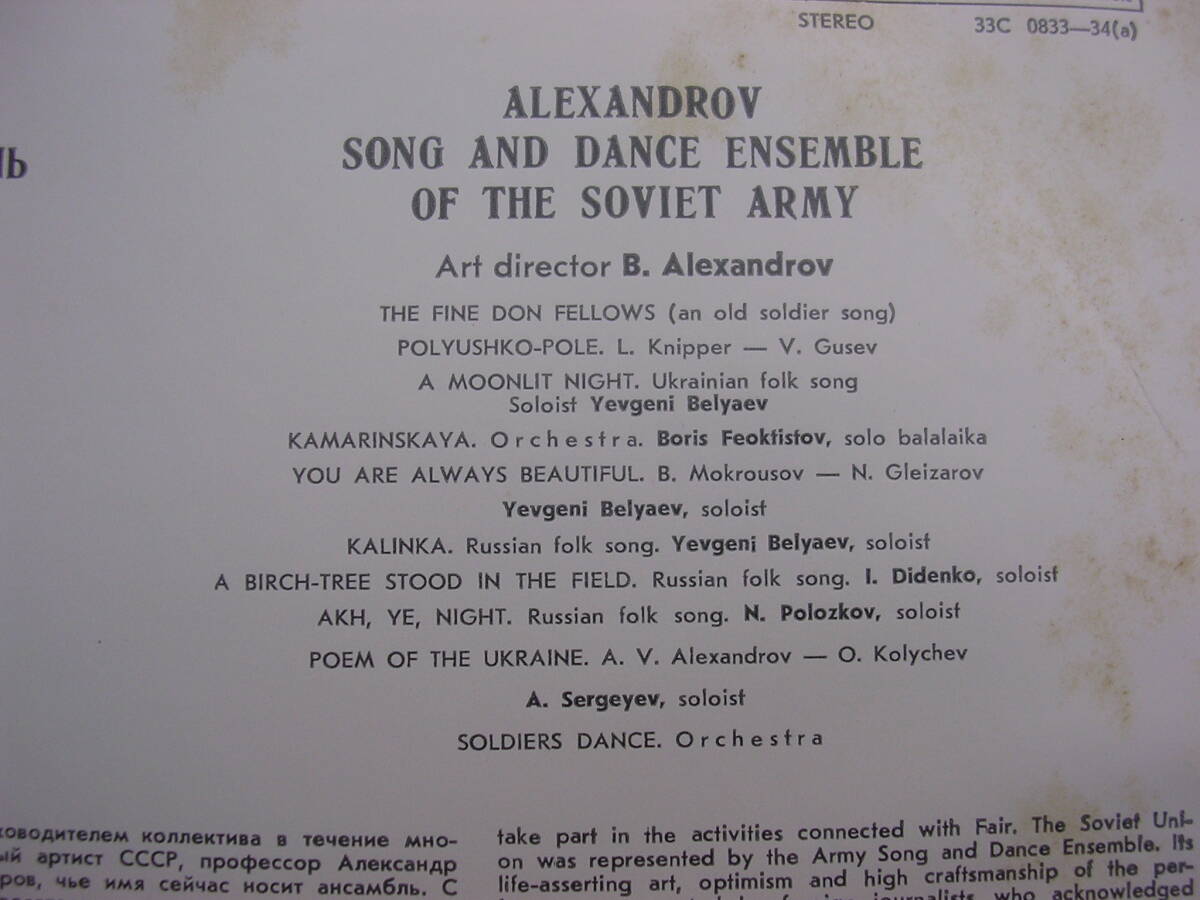 STEREO 33С 0833—34(a)
ALEXANDROV
SONG AND DANCE ENSEMBLE
OF THE SOVIET ARMY
Art director B. Alexandrov
THE FINE DON FELLOWS (an old soldier song)
POLYUSHKO-POLE. L. Knipper — V. Gusev
A MOONLIT NIGHT. Ukrainian folk song
Soloist Yevgeni Belyaev
KAMARINSKAYA. Orchestra. Boris Feoktistov, solo balalaika
YOU ARE ALWAYS BEAUTIFUL. B. Mokrousov — N. Gleizarov
Yevgeni Belyaev, soloist
KALINKA. Russian folk song. Yevgeni Belyaev, soloist
A BIRCH-TREE STOOD IN THE FIELD. Russian folk song. I. Didenko, soloist
AKH, YE, NIGHT. Russian folk song. N. Polozkov, soloist
POEM OF THE UKRAINE. A. V. Alexandrov — O. Kolychev
A. Sergeyev, soloist
SOLDIERS DANCE. Orchestra
ководителем коллектива в течение мно-
ый артист СССР, профессор Александр
ров, чье имя сейчас носит ансамбль. С
take part in the activities connected with Fair. The Soviet Uni-
on was represented by the Army Song and Dance Ensemble. Its
life-asserting art, optimism and high craftsmanship of the per-
journalists who acknowledged